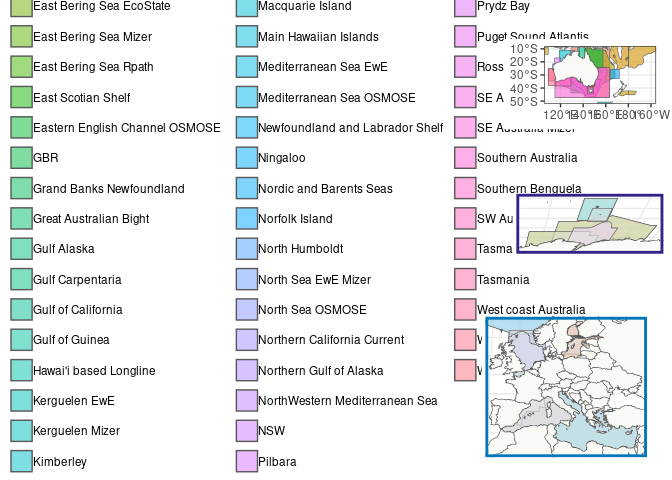 East Bering Sea EcoState
East Bering Sea Mizer
East Bering Sea Rpath
East Scotian Shelf
Eastern English Channel OSMOSE
GBR
Grand Banks Newfoundland
Great Australian Bight
Gulf Alaska
Gulf Carpentaria
Gulf of California
Gulf of Guinea
Hawai'i based Longline
Kerguelen EwE
Kerguelen Mizer
Kimberley
Macquarie Island
Main Hawaiian Islands
Mediterranean Sea EwE
Mediterranean Sea OSMOSE
Newfoundland and Labrador Shelf
Ningaloo
Nordic and Barents Seas
Norfolk Island
North Humboldt
North Sea EwE Mizer
North Sea OSMOSE
Northern California Current
Northern Gulf of Alaska
NorthWestern Mediterranean Sea
NSW
Pilbara
Prydz Bay
Puget Sound Atlantis
Ross
SE A
SE Australia Mizer
Southern Australia
Southern Benguela
SW Au
Tasma
Tasmania
West coast Australia
10°S
20°S
30°S
40°S
50°S
120°E
140°E
160°E
180°
160°W